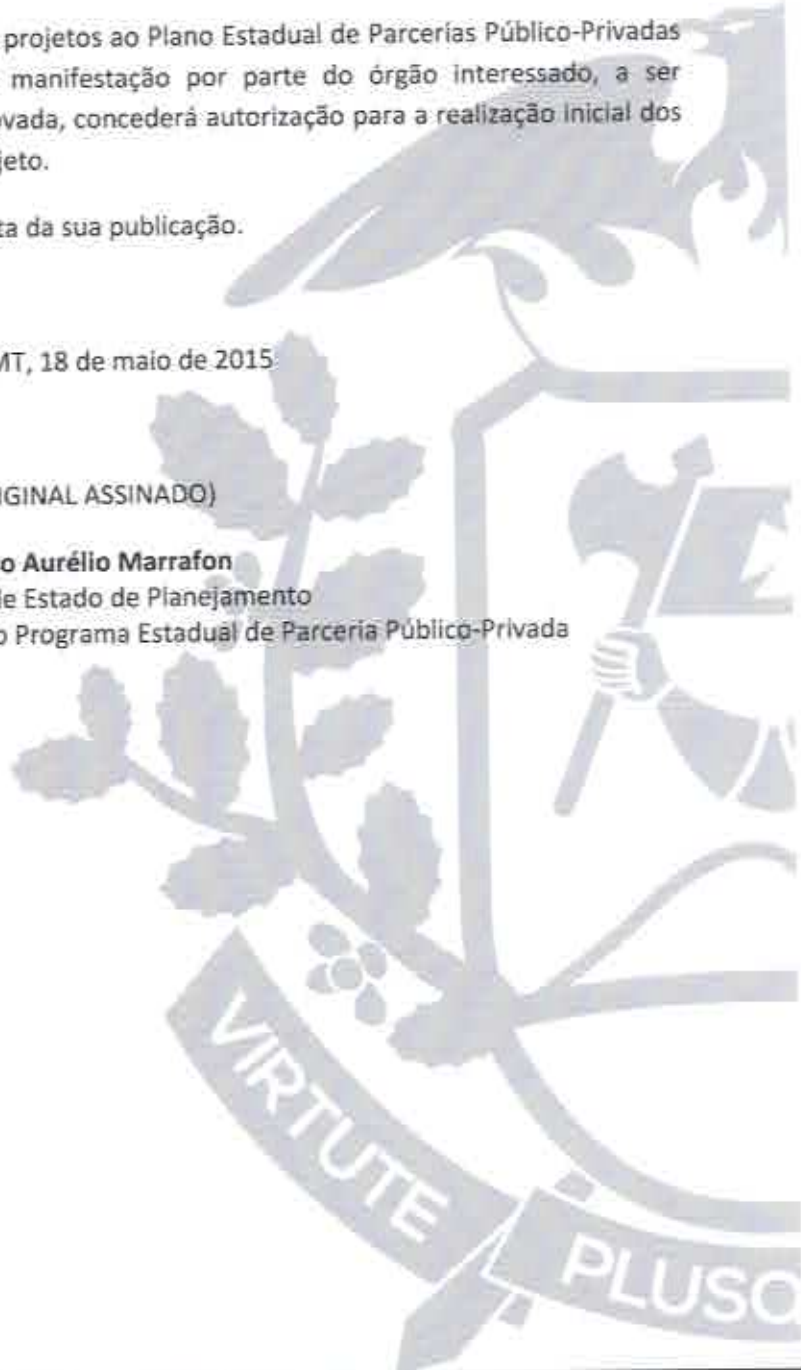 projetos ao Plano Estadual de Parcerias Público-Privadas
manifestação por parte do órgão interessado, a ser
vada, concederá autorização para a realização inicial dos
jeto.
ta da sua publicação.
MT, 18 de maio de 2015
IGINAL ASSINADO)
o Aurélio Marrafon
de Estado de Planejamento
o Programa Estadual de Parceria Público-Privada
VIRTUTE
PLUSQ